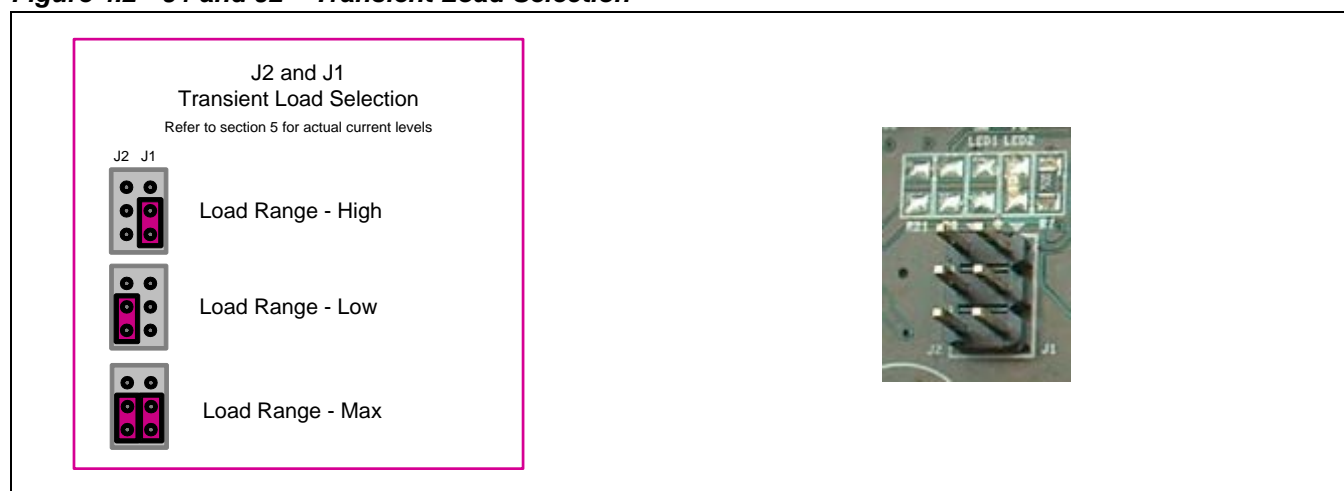 J2 and J1
Transient Load Selection
Refer to section 5 for actual current levels
J2 J1
Load Range - High
Load Range - Low
Load Range - Max
LED1 LED2
R21
J2 J1